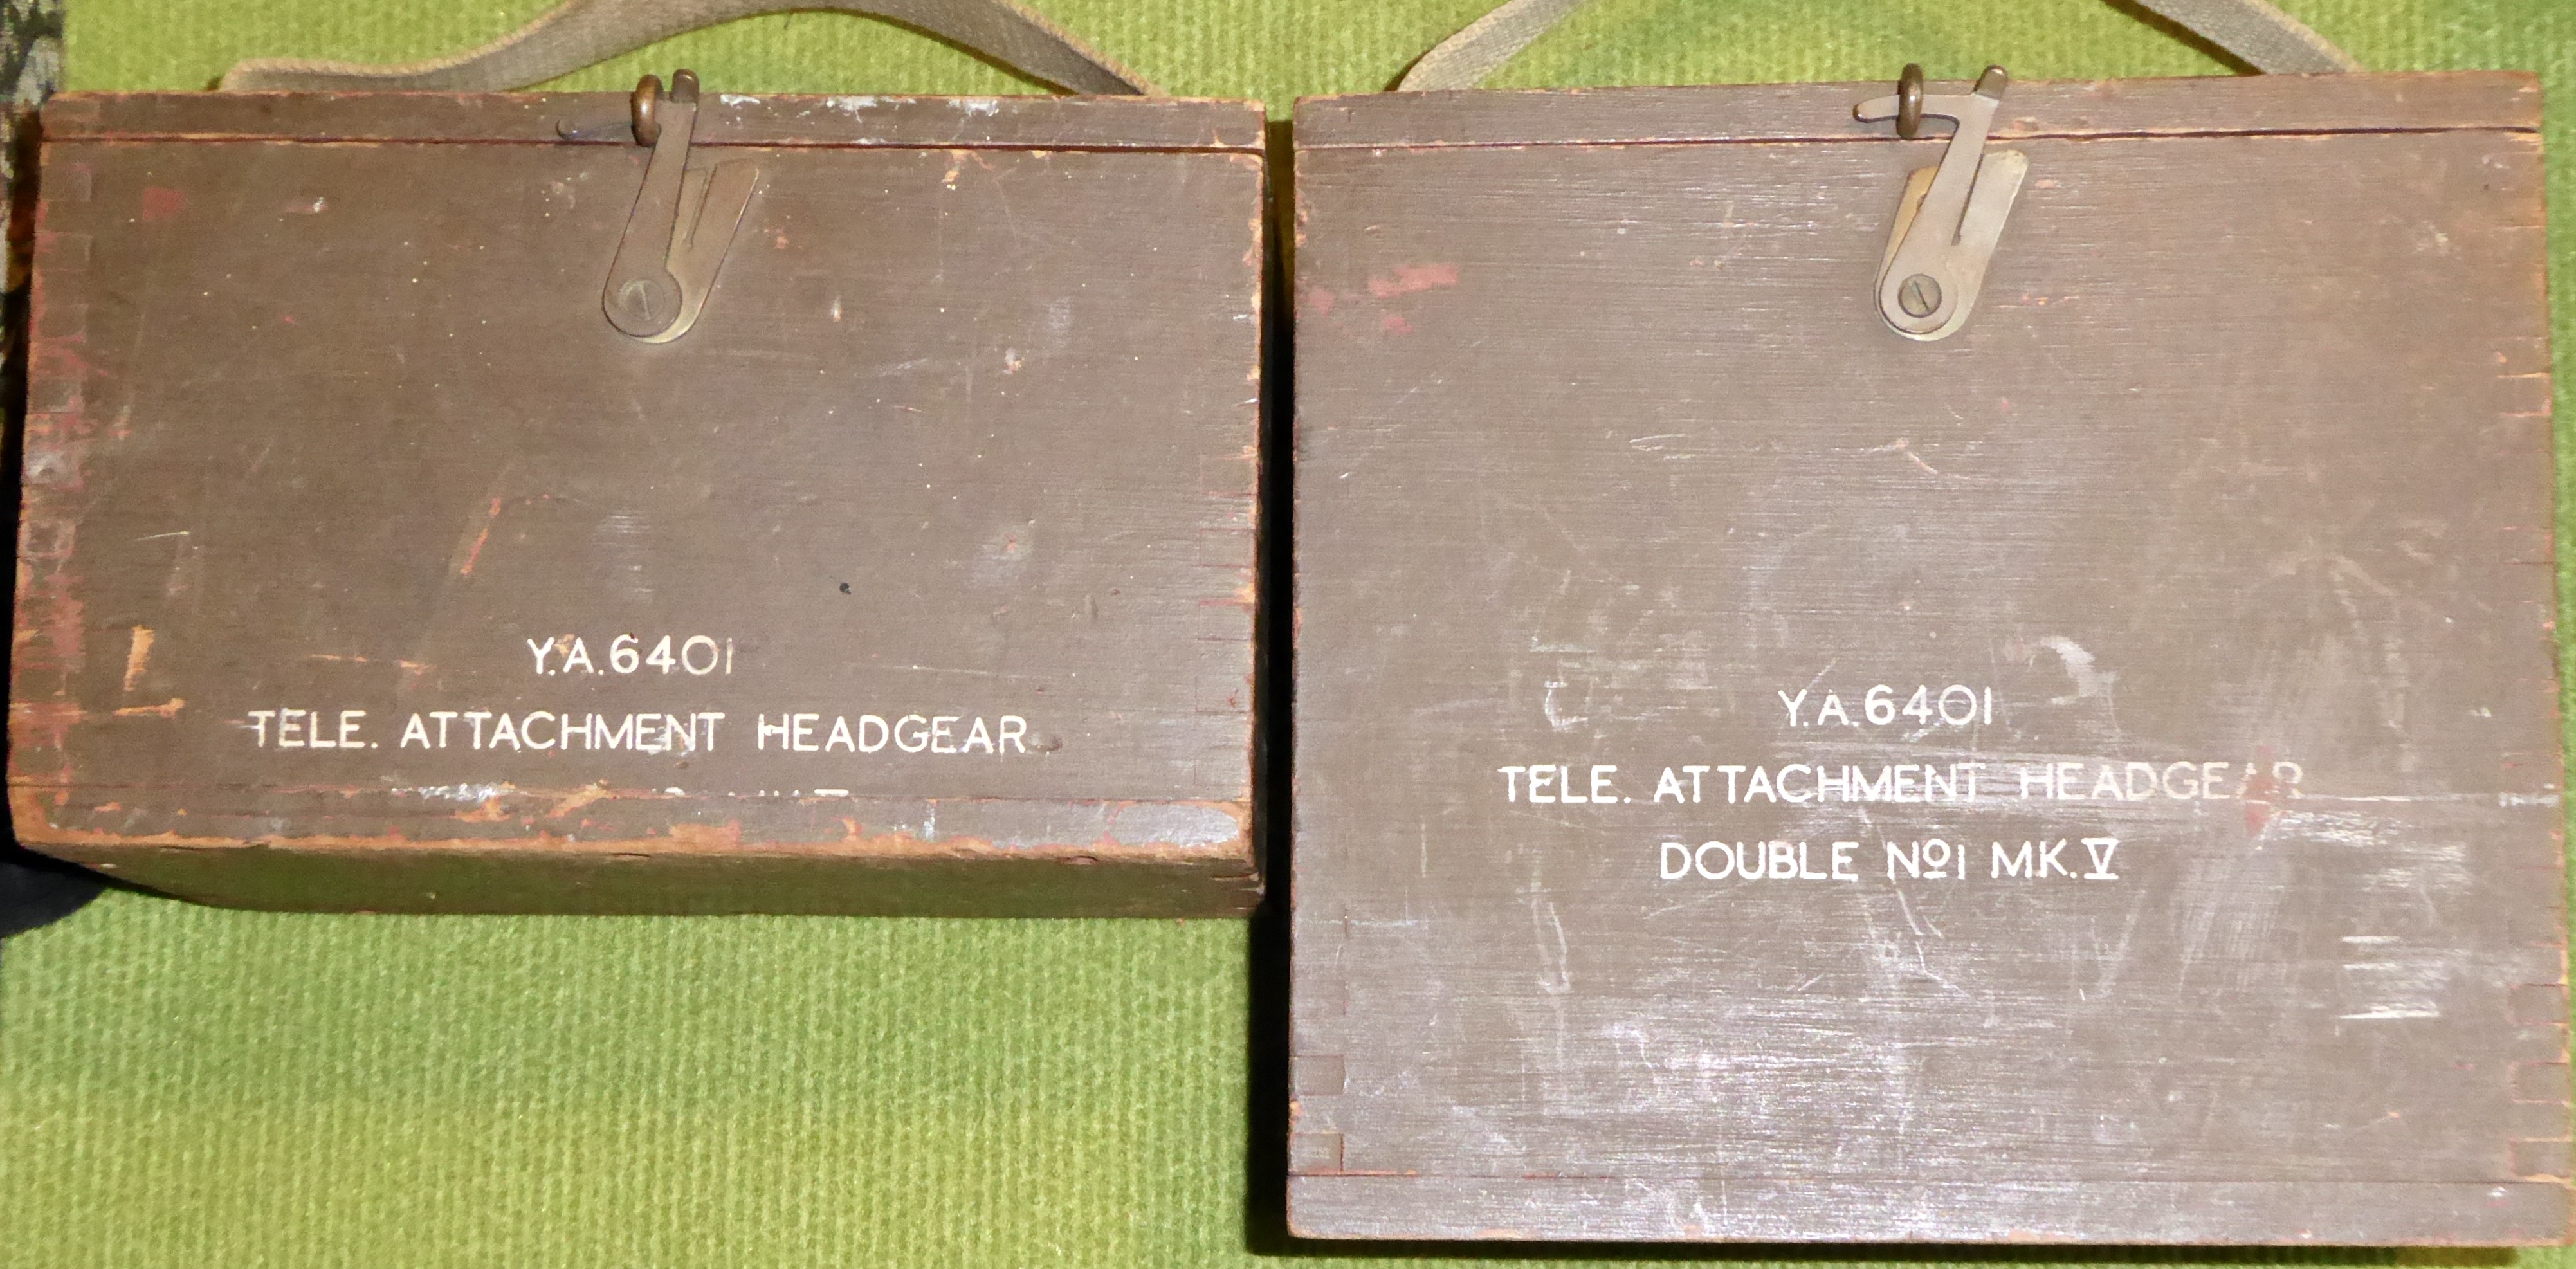 Y.A.6401
TELE. ATTACHMENT HEADGEAR
Y.A.6401
TELE. ATTACHMENT HEADGEAR
DOUBLE Nº1 MK.V